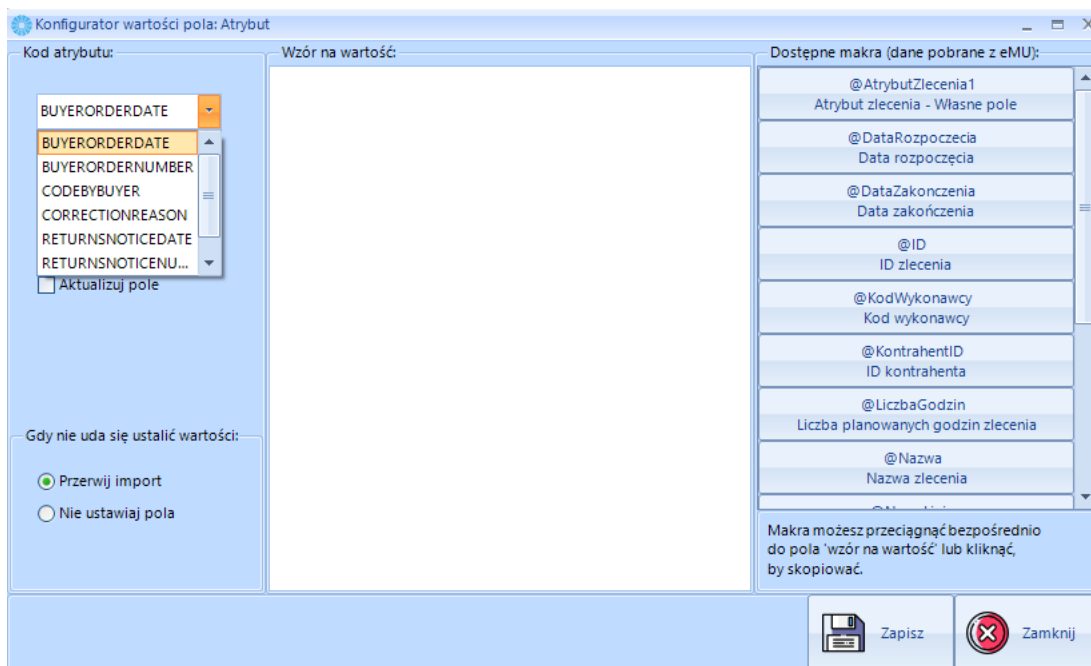 Konfigurator wartości pola: Atrybut
Kod atrybutu:
BUYERORDERDATE
BUYERORDERDATE
BUYERORDERNUMBER
CODEBYBUYER
CORRECTIONREASON
RETURNSNOTICEDATE
RETURNSNOTICENU...
Aktualizuj pole
Gdy nie uda się ustalić wartości:
Przerwij import
Nie ustawiaj pola
Wzór na wartość:
Dostępne makra (dane pobrane z eMU):
@AtrybutZlecenia1
Atrybut zlecenia - Własne pole
@DataRozpoczecia
Data rozpoczęcia
@DataZakonczenia
Data zakończenia
@ID
ID zlecenia
@KodWykonawcy
Kod wykonawcy
@KontrahentID
ID kontrahenta
@LiczbaGodzin
Liczba planowanych godzin zlecenia
@Nazwa
Nazwa zlecenia
Makra możesz przeciągnąć bezpośrednio
do pola 'wzór na wartość' lub kliknąć,
by skopiować.
Zapisz
Zamknij